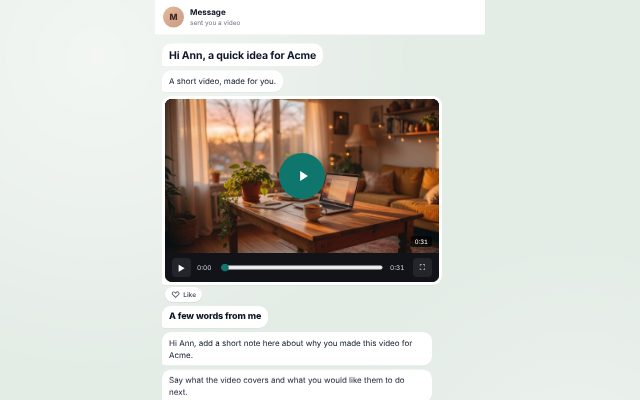 M
Message
sent you a video
Hi Ann, a quick idea for Acme
A short video, made for you.
0:31
0:00
0:31
Like
A few words from me
Hi Ann, add a short note here about why you made this video for
Acme.
Say what the video covers and what you would like them to do
next.